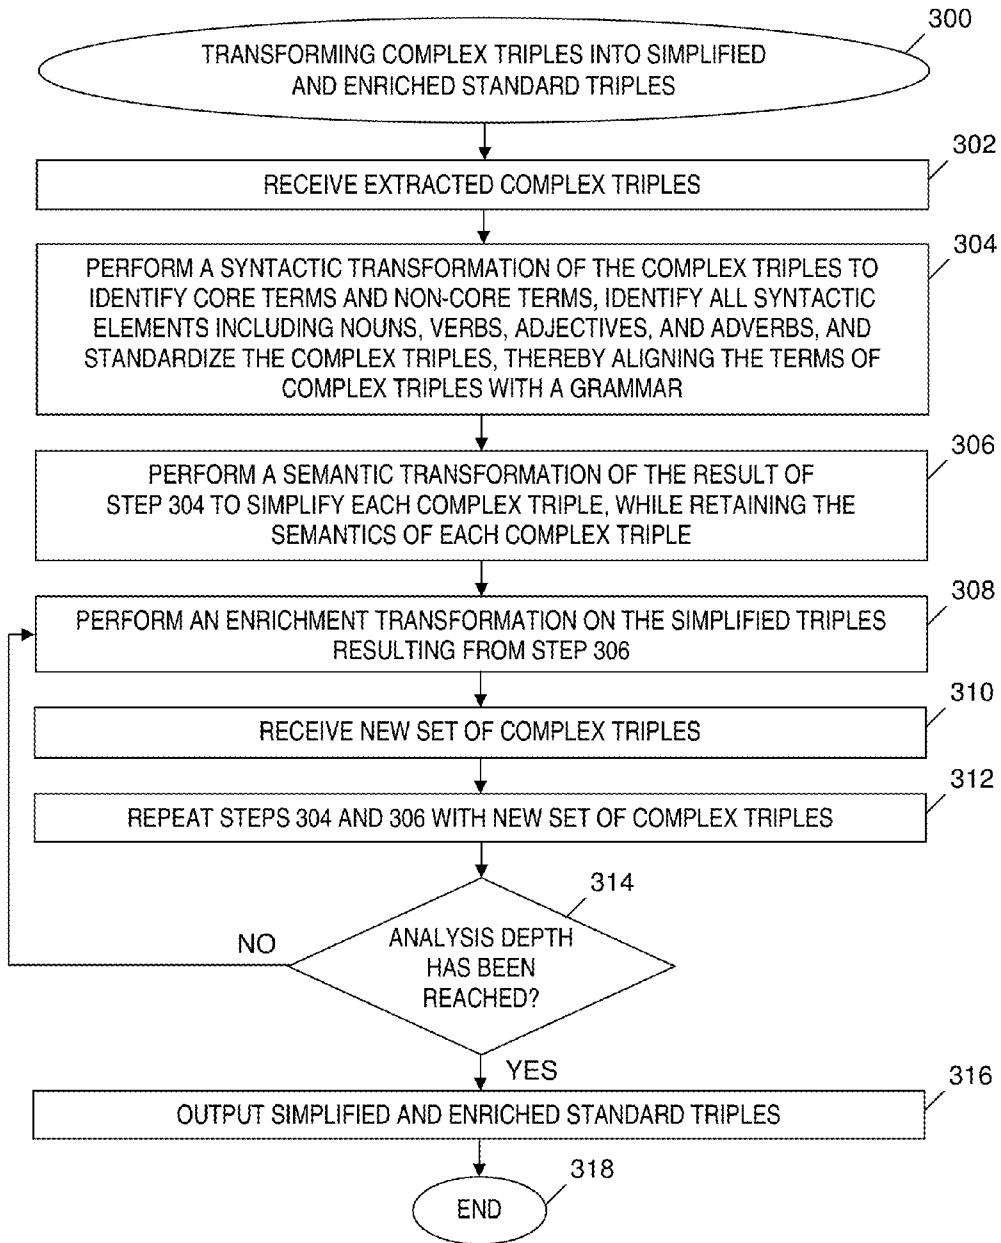 300
TRANSFORMING COMPLEX TRIPLES INTO SIMPLIFIED
AND ENRICHED STANDARD TRIPLES
302
RECEIVE EXTRACTED COMPLEX TRIPLES
304
PERFORM A SYNTACTIC TRANSFORMATION OF THE COMPLEX TRIPLES TO
IDENTIFY CORE TERMS AND NON-CORE TERMS, IDENTIFY ALL SYNTACTIC
ELEMENTS INCLUDING NOUNS, VERBS, ADJECTIVES, AND ADVERBS, AND
STANDARDIZE THE COMPLEX TRIPLES, THEREBY ALIGNING THE TERMS OF
COMPLEX TRIPLES WITH A GRAMMAR
306
PERFORM A SEMANTIC TRANSFORMATION OF THE RESULT OF
STEP 304 TO SIMPLIFY EACH COMPLEX TRIPLE, WHILE RETAINING THE
SEMANTICS OF EACH COMPLEX TRIPLE
308
PERFORM AN ENRICHMENT TRANSFORMATION ON THE SIMPLIFIED TRIPLES
RESULTING FROM STEP 306
310
RECEIVE NEW SET OF COMPLEX TRIPLES
312
REPEAT STEPS 304 AND 306 WITH NEW SET OF COMPLEX TRIPLES
314
NO
ANALYSIS DEPTH
HAS BEEN
REACHED?
YES
316
OUTPUT SIMPLIFIED AND ENRICHED STANDARD TRIPLES
318
END